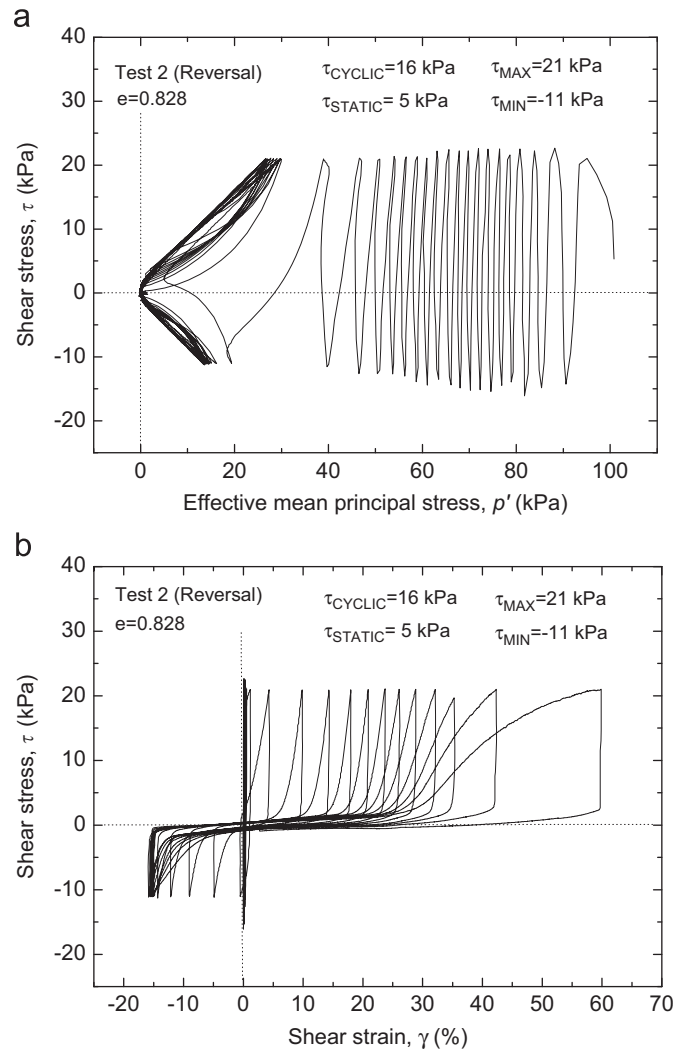 a
40
30
20
10
0
-10
-20
Shear stress, τ (kPa)
Test 2 (Reversal)
e=0.828
τCYCLIC=16 kPa
τMAX=21 kPa
τSTATIC= 5 kPa
τMIN=-11 kPa
0 20 40 60 80 100
Effective mean principal stress, p' (kPa)
b
40
30
20
10
0
-10
-20
Shear stress, τ (kPa)
Test 2 (Reversal)
e=0.828
τCYCLIC=16 kPa
τMAX=21 kPa
τSTATIC= 5 kPa
τMIN=-11 kPa
-20 -10 0 10 20 30 40 50 60 70
Shear strain, γ (%)